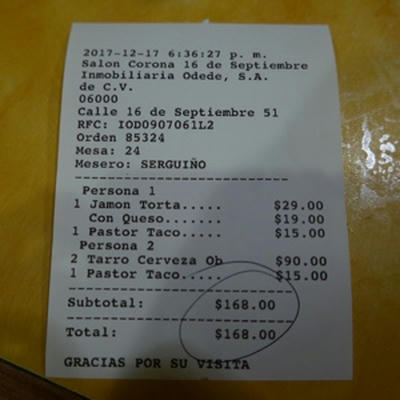 2017-12-17 6:36:27 p. m.
Salon Corona 16 de Septiembre
Inmobiliaria Odede, S.A.
de C.V.
06000
Calle 16 de Septiembre 51
RFC: IOD0907061L2
Orden 85324
Mesa: 24
Mesero: SERGUIÑO
------------------------------
Persona 1
1 Jamon Torta..... $29.00
Con Queso....... $19.00
1 Pastor Taco..... $15.00
Persona 2
2 Tarro Cerveza Ob $90.00
1 Pastor Taco..... $15.00
------------------------------
Subtotal: $168.00
------------------------------
Total: $168.00
GRACIAS POR SU VISITA